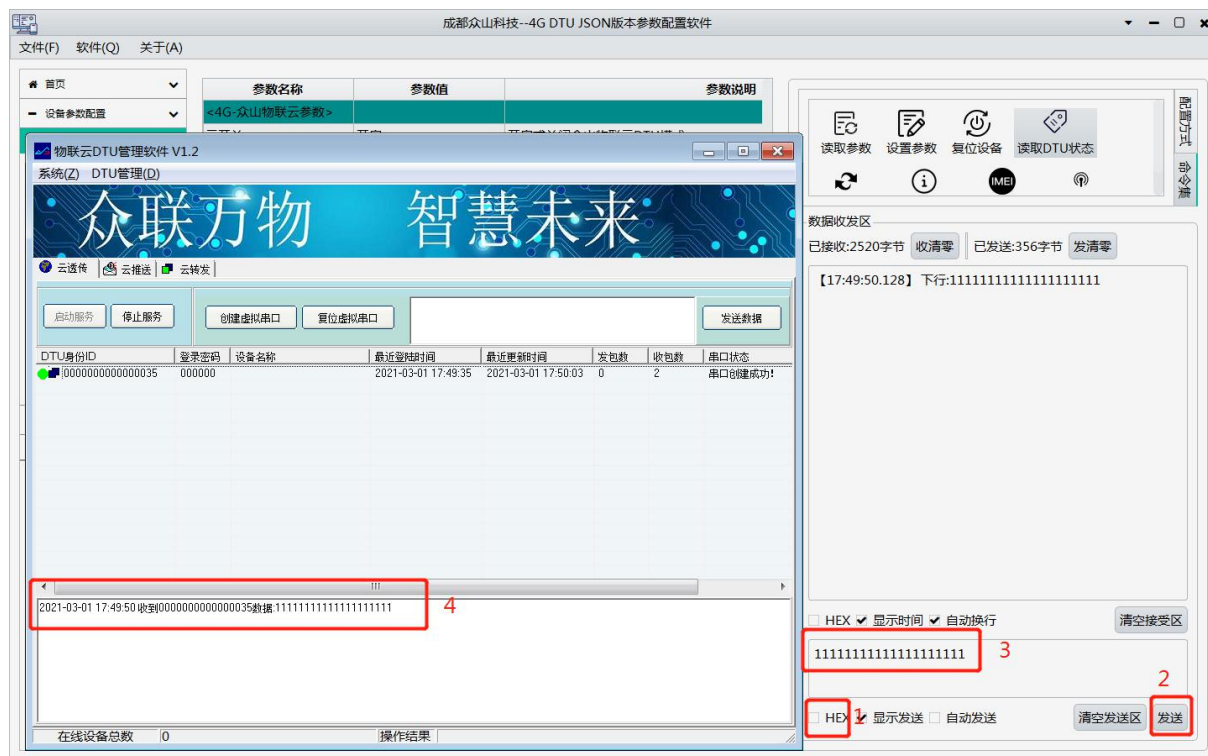 成都众山科技--4G DTU JSON版本参数配置软件
文件(F) 软件(Q) 关于(A)
首页
设备参数配置
参数名称 参数值 参数说明
<4G-众山物联云参数>
物联云DTU管理软件 V1.2
系统(Z) DTU管理(D)
众联万物 智慧未来
云透传 云推送 云转发
启动服务 停止服务 创建虚拟串口 复位虚拟串口 发送数据
DTU身份ID 登录密码 设备名称 最近登陆时间 最近更新时间 发包数 收包数 串口状态
0000000000000035 000000 2021-03-01 17:49:35 2021-03-01 17:50:03 0 2 串口创建成功!
2021-03-01 17:49:50 收到0000000000000035数据:11111111111111111111
4
在线设备总数 0 操作结果
读取参数 设置参数 复位设备 读取DTU状态
IMEI
配置方式
命令集
数据收发区
已接收:2520字节 收清零 已发送:356字节 发清零
【17:49:50.128】下行:11111111111111111111
HEX 显示时间 自动换行 清空接受区
11111111111111111111
3
2
HEX 1 显示发送 自动发送 清空发送区 发送